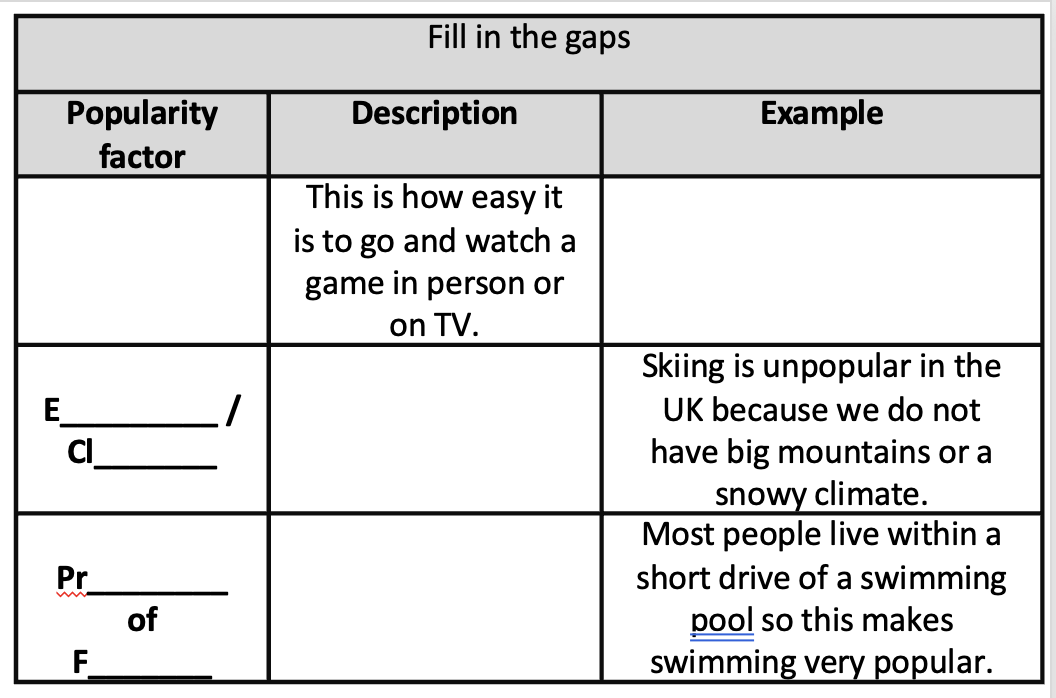 Fill in the gaps
Popularity
factor
Description
Example
This is how easy it
is to go and watch a
game in person or
on TV.
E__________ /
Cl________
Skiing is unpopular in the
UK because we do not
have big mountains or a
snowy climate.
Pr_________
of
F________
Most people live within a
short drive of a swimming
pool so this makes
swimming very popular.